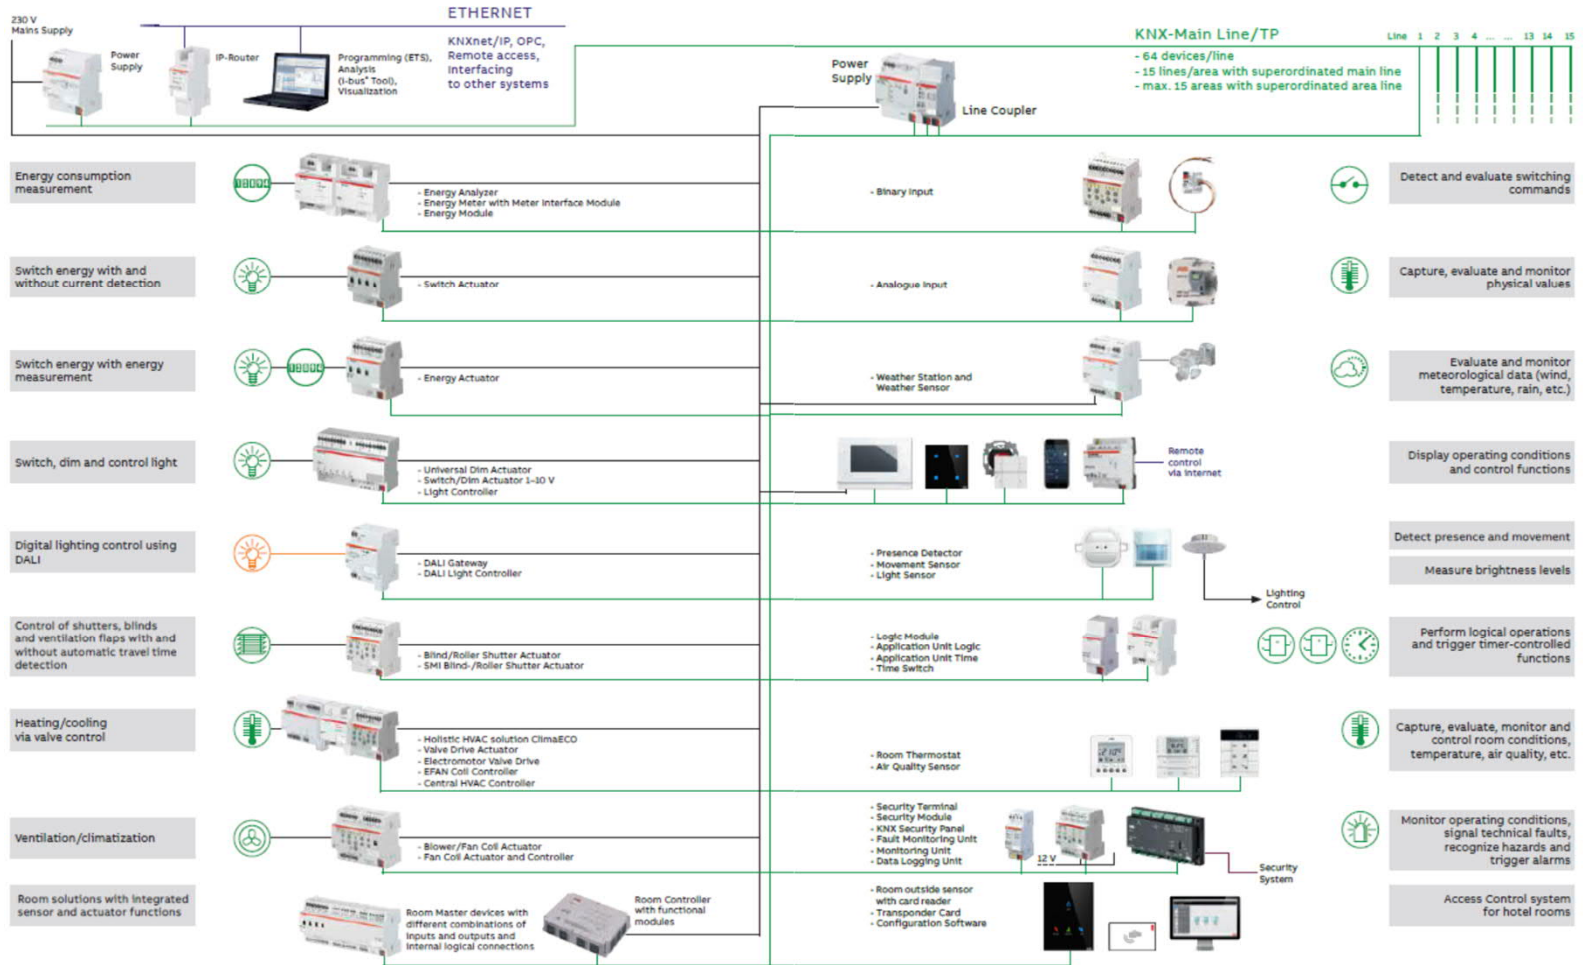 230 V
Mains Supply
Power
Supply
IP-Router
Programming (ETS),
Analysis
(i-bus® Tool),
Visualization
ETHERNET
KNXnet/IP, OPC,
Remote access,
Interfacing
to other systems
Power
Supply
Line Coupler
KNX-Main Line/TP
- 64 devices/line
- 15 lines/area with superordinated main line
- max. 15 areas with superordinated area line
Line 1 2 3 4 ... ... 13 14 15
Energy consumption
measurement
- Energy Analyzer
- Energy Meter with Meter Interface Module
- Energy Module
- Binary Input
Detect and evaluate switching
commands
Switch energy with and
without current detection
- Switch Actuator
- Analogue Input
Capture, evaluate and monitor
physical values
Switch energy with energy
measurement
- Energy Actuator
- Weather Station and
Weather Sensor
Evaluate and monitor
meteorological data (wind,
temperature, rain, etc.)
Switch, dim and control light
- Universal Dim Actuator
- Switch/Dim Actuator 1-10 V
- Light Controller
Remote
control
via Internet
Display operating conditions
and control functions
Digital lighting control using
DALI
- DALI Gateway
- DALI Light Controller
- Presence Detector
- Movement Sensor
- Light Sensor
Lighting
Control
Detect presence and movement
Measure brightness levels
Control of shutters, blinds
and ventilation flaps with and
without automatic travel time
detection
- Blind/Roller Shutter Actuator
- SMI Blind-/Roller Shutter Actuator
- Logic Module
- Application Unit Logic
- Application Unit Time
- Time Switch
Perform logical operations
and trigger timer-controlled
functions
Heating/cooling
via valve control
- Holistic HVAC solution ClimaECO
- Valve Drive Actuator
- Electromotor Valve Drive
- EFAN Coil Controller
- Central HVAC Controller
- Room Thermostat
- Air Quality Sensor
Capture, evaluate, monitor and
control room conditions,
temperature, air quality, etc.
Ventilation/climatization
- Blower/Fan Coil Actuator
- Fan Coil Actuator and Controller
- Security Terminal
- Security Module
- KNX Security Panel
- Fault Monitoring Unit
- Monitoring Unit
- Data Logging Unit
12 V
Security
System
Monitor operating conditions,
signal technical faults,
recognize hazards and
trigger alarms
Room solutions with integrated
sensor and actuator functions
Room Master devices with
different combinations of
inputs and outputs and
internal logical connections
Room Controller
with functional
modules
- Room outside sensor
with card reader
- Transponder Card
- Configuration Software
Access Control system
for hotel rooms